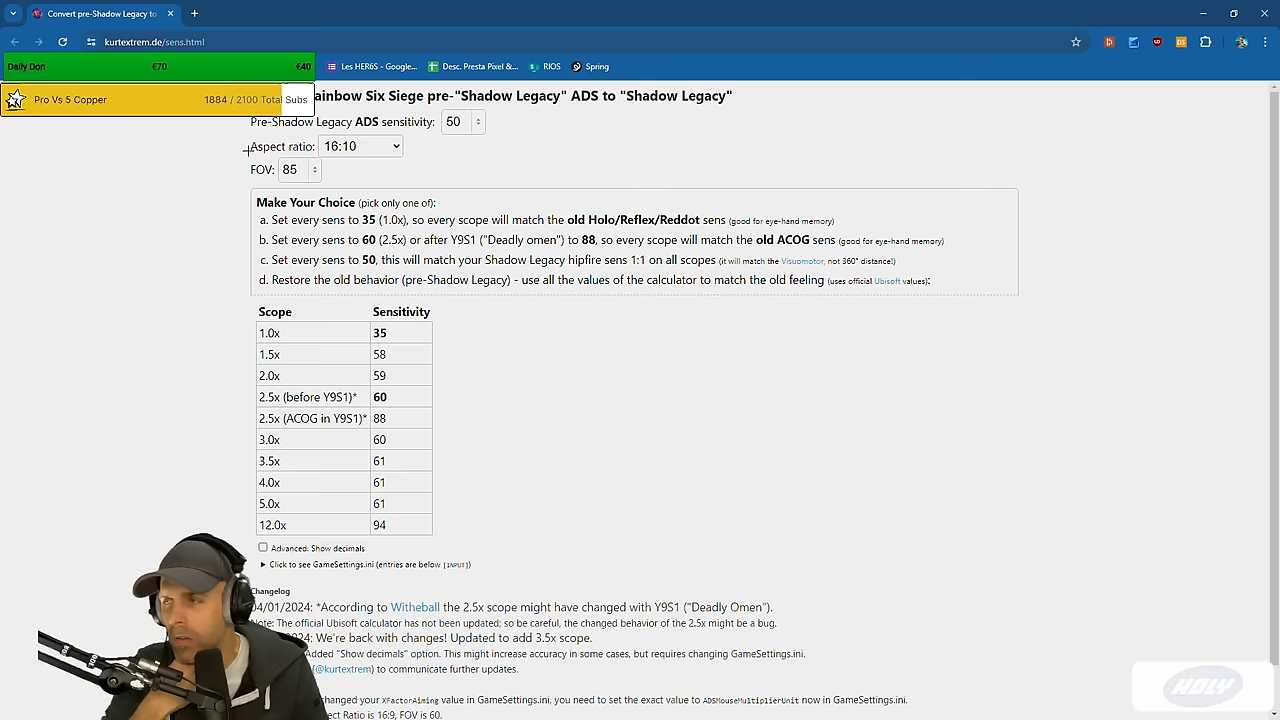 Convert pre-Shadow Legacy to
kurtextrem.de/sens.html
Daily Don €70 €40
Les HER6S - Google...
Desc. Presta Pixel &...
RIOS
Spring
Pro Vs 5 Copper 1884 / 2100 Total Subs
ainbow Six Siege pre-"Shadow Legacy" ADS to "Shadow Legacy"
Pre-Shadow Legacy ADS sensitivity: 50
Aspect ratio: 16:10
FOV: 85
Make Your Choice (pick only one of):
a. Set every sens to 35 (1.0x), so every scope will match the old Holo/Reflex/Reddot sens (good for eye-hand memory)
b. Set every sens to 60 (2.5x) or after Y9S1 ("Deadly omen") to 88, so every scope will match the old ACOG sens (good for eye-hand memory)
c. Set every sens to 50, this will match your Shadow Legacy hipfire sens 1:1 on all scopes (it will match the Visuomotor, not 360° distance!)
d. Restore the old behavior (pre-Shadow Legacy) - use all the values of the calculator to match the old feeling (uses official Ubisoft values):
Scope Sensitivity
1.0x 35
1.5x 58
2.0x 59
2.5x (before Y9S1)* 60
2.5x (ACOG in Y9S1)* 88
3.0x 60
3.5x 61
4.0x 61
5.0x 61
12.0x 94
Advanced: Show decimals
Click to see GameSettings.ini (entries are below [INPUT])
Changelog
04/01/2024: *According to Witheball the 2.5x scope might have changed with Y9S1 ("Deadly Omen").
Note: The official Ubisoft calculator has not been updated; so be careful, the changed behavior of the 2.5x might be a bug.
2024: We're back with changes! Updated to add 3.5x scope.
Added "Show decimals" option. This might increase accuracy in some cases, but requires changing GameSettings.ini.
(@kurtextrem) to communicate further updates.
changed your XFactorAiming value in GameSettings.ini, you need to set the exact value to ADSMouseMultiplierUnit now in GameSettings.ini.
ect Ratio is 16:9, FOV is 60.
HOLY